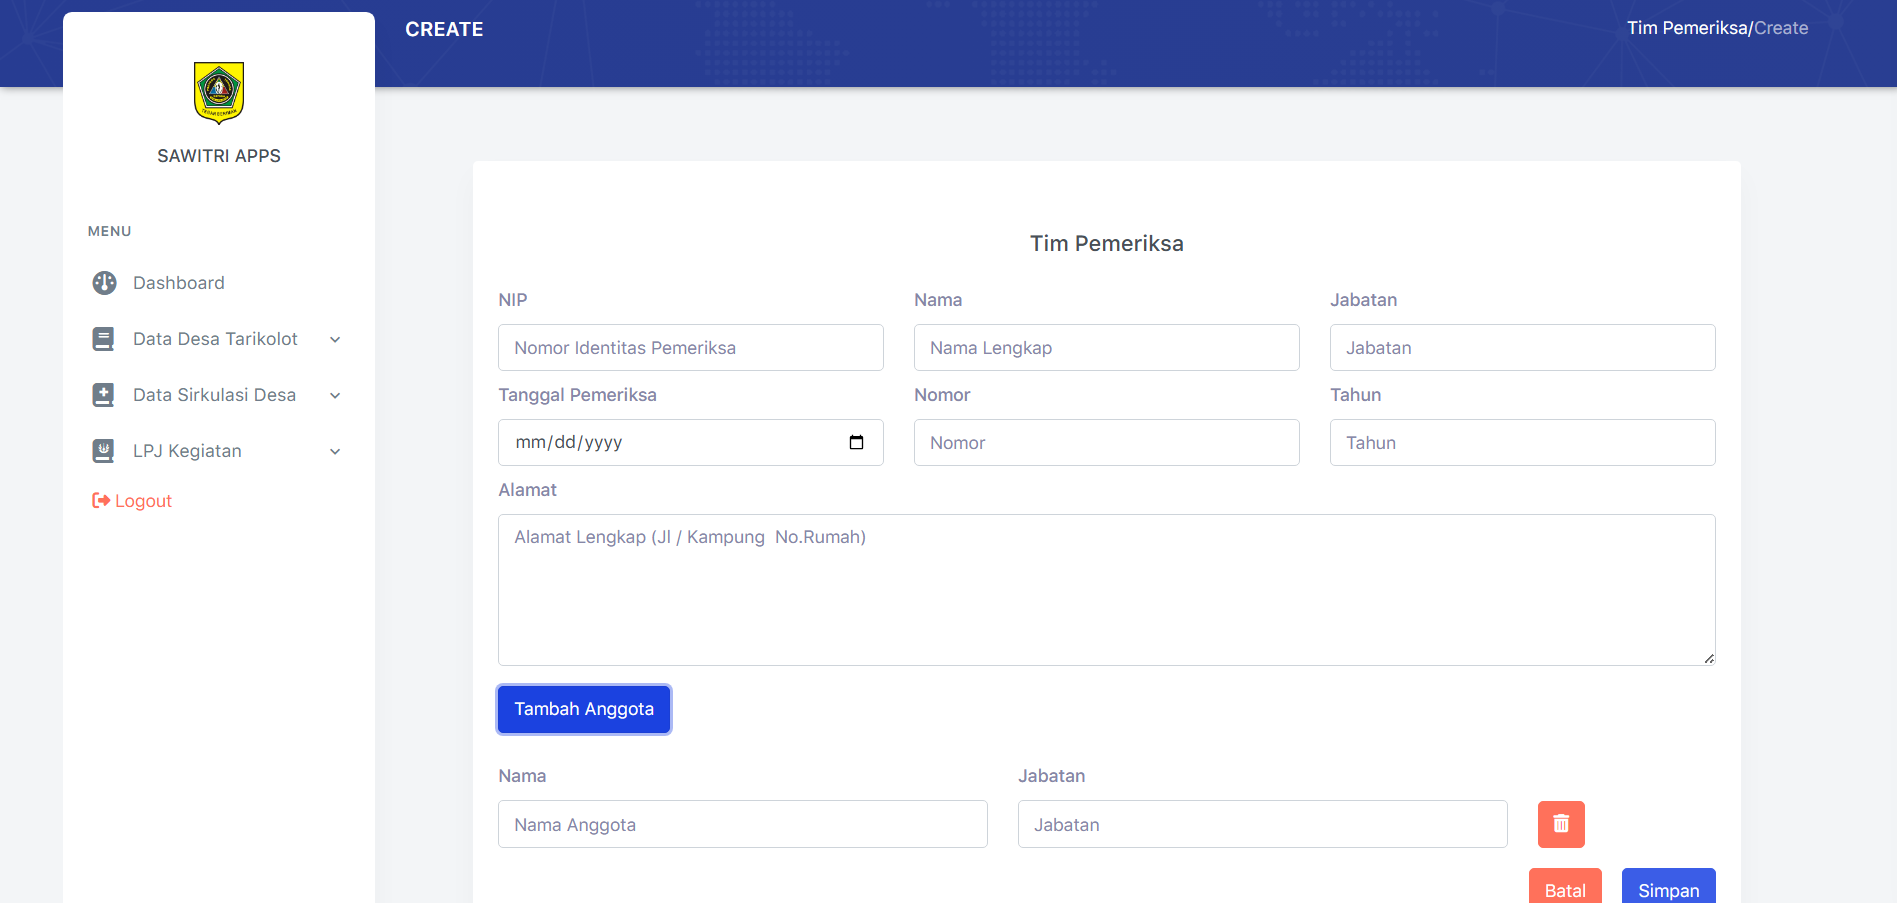 CREATE
Tim Pemeriksa/Create
SAWITRI APPS
MENU
Dashboard
Data Desa Tarikolot
Data Sirkulasi Desa
LPJ Kegiatan
Logout
Tim Pemeriksa
NIP
Nama
Jabatan
Nomor Identitas Pemeriksa
Nama Lengkap
Jabatan
Tanggal Pemeriksa
Nomor
Tahun
mm/dd/yyyy
Nomor
Tahun
Alamat
Alamat Lengkap (Jl / Kampung  No.Rumah)
Tambah Anggota
Nama
Jabatan
Nama Anggota
Jabatan
Batal
Simpan